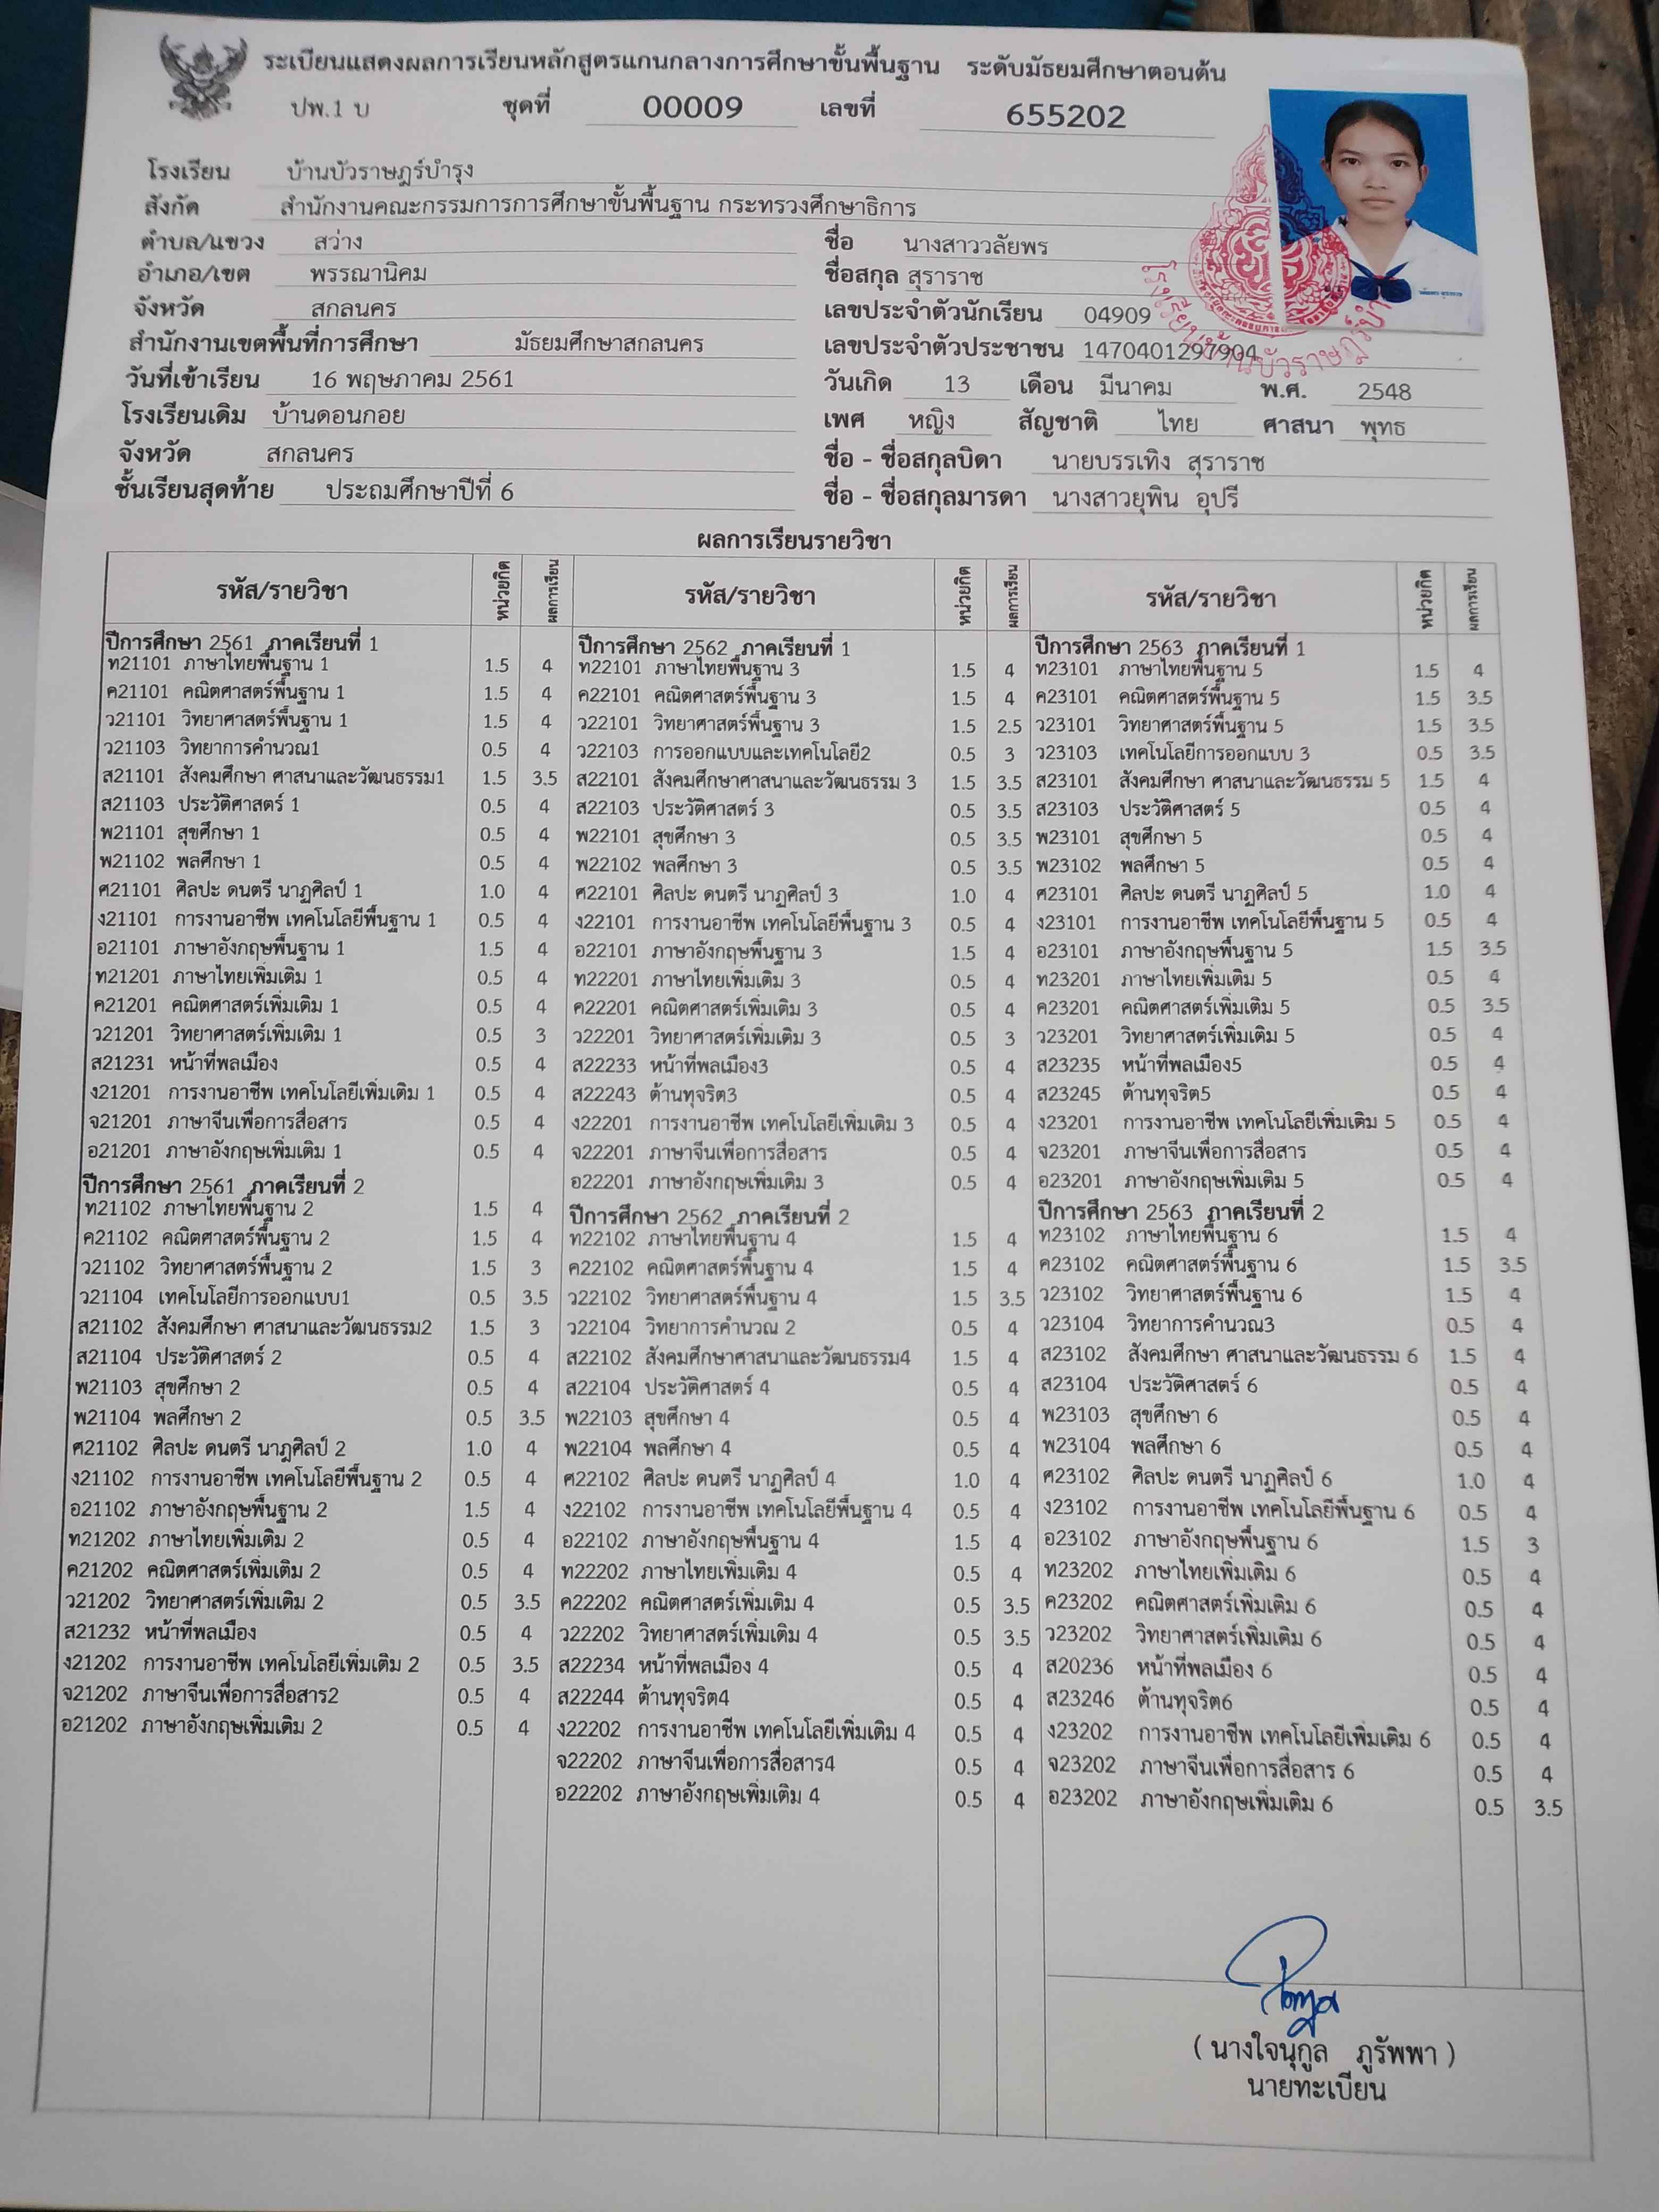 ระเบียนแสดงผลการเรียนหลักสูตรแกนกลางการศึกษาขั้นพื้นฐาน ระดับมัธยมศึกษาตอนต้น
ปพ.1 บ ชุดที่ 00009 เลขที่ 655202
โรงเรียน บ้านบัวราษฎร์บำรุง
สังกัด สำนักงานคณะกรรมการการศึกษาขั้นพื้นฐาน กระทรวงศึกษาธิการ
ตำบล/แขวง สว่าง
อำเภอ/เขต พรรณานิคม
จังหวัด สกลนคร
สำนักงานเขตพื้นที่การศึกษา มัธยมศึกษาสกลนคร
วันที่เข้าเรียน 16 พฤษภาคม 2561
โรงเรียนเดิม บ้านดอนกอย
จังหวัด สกลนคร
ชั้นเรียนสุดท้าย ประถมศึกษาปีที่ 6
ชื่อ นางสาววลัยพร
ชื่อสกุล สุราราช
เลขประจำตัวนักเรียน 04909
เลขประจำตัวประชาชน 1470401297904
วันเกิด 13 เดือน มีนาคม พ.ศ. 2548
เพศ หญิง สัญชาติ ไทย ศาสนา พุทธ
ชื่อ - ชื่อสกุลบิดา นายบรรเทิง สุราราช
ชื่อ - ชื่อสกุลมารดา นางสาวยุพิน อุปรี
โรงเรียนบ้านบัวราษฎร์บำรุง
ผลการเรียนรายวิชา
รหัส/รายวิชา หน่วยกิต ผลการเรียน
ปีการศึกษา 2561 ภาคเรียนที่ 1
ท21101 ภาษาไทยพื้นฐาน 1 1.5 4
ค21101 คณิตศาสตร์พื้นฐาน 1 1.5 4
ว21101 วิทยาศาสตร์พื้นฐาน 1 1.5 4
ว21103 วิทยาการคำนวณ1 0.5 4
ส21101 สังคมศึกษา ศาสนาและวัฒนธรรม1 1.5 3.5
ส21103 ประวัติศาสตร์ 1 0.5 4
พ21101 สุขศึกษา 1 0.5 4
พ21102 พลศึกษา 1 0.5 4
ศ21101 ศิลปะ ดนตรี นาฏศิลป์ 1 1.0 4
ง21101 การงานอาชีพ เทคโนโลยีพื้นฐาน 1 0.5 4
อ21101 ภาษาอังกฤษพื้นฐาน 1 1.5 4
ท21201 ภาษาไทยเพิ่มเติม 1 0.5 4
ค21201 คณิตศาสตร์เพิ่มเติม 1 0.5 4
ว21201 วิทยาศาสตร์เพิ่มเติม 1 0.5 3
ส21231 หน้าที่พลเมือง 0.5 4
ง21201 การงานอาชีพ เทคโนโลยีเพิ่มเติม 1 0.5 4
จ21201 ภาษาจีนเพื่อการสื่อสาร 0.5 4
อ21201 ภาษาอังกฤษเพิ่มเติม 1 0.5 4
ปีการศึกษา 2561 ภาคเรียนที่ 2
ท21102 ภาษาไทยพื้นฐาน 2 1.5 4
ค21102 คณิตศาสตร์พื้นฐาน 2 1.5 4
ว21102 วิทยาศาสตร์พื้นฐาน 2 1.5 3
ว21104 เทคโนโลยีการออกแบบ1 0.5 3.5
ส21102 สังคมศึกษา ศาสนาและวัฒนธรรม2 1.5 3
ส21104 ประวัติศาสตร์ 2 0.5 4
พ21103 สุขศึกษา 2 0.5 4
พ21104 พลศึกษา 2 0.5 3.5
ศ21102 ศิลปะ ดนตรี นาฏศิลป์ 2 1.0 4
ง21102 การงานอาชีพ เทคโนโลยีพื้นฐาน 2 0.5 4
อ21102 ภาษาอังกฤษพื้นฐาน 2 1.5 4
ท21202 ภาษาไทยเพิ่มเติม 2 0.5 4
ค21202 คณิตศาสตร์เพิ่มเติม 2 0.5 4
ว21202 วิทยาศาสตร์เพิ่มเติม 2 0.5 3.5
ส21232 หน้าที่พลเมือง 0.5 4
ง21202 การงานอาชีพ เทคโนโลยีเพิ่มเติม 2 0.5 3.5
จ21202 ภาษาจีนเพื่อการสื่อสาร2 0.5 4
อ21202 ภาษาอังกฤษเพิ่มเติม 2 0.5 4
รหัส/รายวิชา หน่วยกิต ผลการเรียน
ปีการศึกษา 2562 ภาคเรียนที่ 1
ท22101 ภาษาไทยพื้นฐาน 3 1.5 4
ค22101 คณิตศาสตร์พื้นฐาน 3 1.5 4
ว22101 วิทยาศาสตร์พื้นฐาน 3 1.5 2.5
ว22103 การออกแบบและเทคโนโลยี2 0.5 3
ส22101 สังคมศึกษาศาสนาและวัฒนธรรม 3 1.5 3.5
ส22103 ประวัติศาสตร์ 3 0.5 3.5
พ22101 สุขศึกษา 3 0.5 3.5
พ22102 พลศึกษา 3 0.5 3.5
ศ22101 ศิลปะ ดนตรี นาฏศิลป์ 3 1.0 4
ง22101 การงานอาชีพ เทคโนโลยีพื้นฐาน 3 0.5 4
อ22101 ภาษาอังกฤษพื้นฐาน 3 1.5 4
ท22201 ภาษาไทยเพิ่มเติม 3 0.5 4
ค22201 คณิตศาสตร์เพิ่มเติม 3 0.5 4
ว22201 วิทยาศาสตร์เพิ่มเติม 3 0.5 3
ส22233 หน้าที่พลเมือง3 0.5 4
ส22243 ต้านทุจริต3 0.5 4
ง22201 การงานอาชีพ เทคโนโลยีเพิ่มเติม 3 0.5 4
จ22201 ภาษาจีนเพื่อการสื่อสาร 0.5 4
อ22201 ภาษาอังกฤษเพิ่มเติม 3 0.5 4
ปีการศึกษา 2562 ภาคเรียนที่ 2
ท22102 ภาษาไทยพื้นฐาน 4 1.5 4
ค22102 คณิตศาสตร์พื้นฐาน 4 1.5 4
ว22102 วิทยาศาสตร์พื้นฐาน 4 1.5 3.5
ว22104 วิทยาการคำนวณ 2 0.5 4
ส22102 สังคมศึกษาศาสนาและวัฒนธรรม4 1.5 4
ส22104 ประวัติศาสตร์ 4 0.5 4
พ22103 สุขศึกษา 4 0.5 4
พ22104 พลศึกษา 4 0.5 4
ศ22102 ศิลปะ ดนตรี นาฏศิลป์ 4 1.0 4
ง22102 การงานอาชีพ เทคโนโลยีพื้นฐาน 4 0.5 4
อ22102 ภาษาอังกฤษพื้นฐาน 4 1.5 4
ท22202 ภาษาไทยเพิ่มเติม 4 0.5 4
ค22202 คณิตศาสตร์เพิ่มเติม 4 0.5 3.5
ว22202 วิทยาศาสตร์เพิ่มเติม 4 0.5 3.5
ส22234 หน้าที่พลเมือง 4 0.5 4
ส22244 ต้านทุจริต4 0.5 4
ง22202 การงานอาชีพ เทคโนโลยีเพิ่มเติม 4 0.5 4
จ22202 ภาษาจีนเพื่อการสื่อสาร4 0.5 4
อ22202 ภาษาอังกฤษเพิ่มเติม 4 0.5 4
รหัส/รายวิชา หน่วยกิต ผลการเรียน
ปีการศึกษา 2563 ภาคเรียนที่ 1
ท23101 ภาษาไทยพื้นฐาน 5 1.5 4
ค23101 คณิตศาสตร์พื้นฐาน 5 1.5 3.5
ว23101 วิทยาศาสตร์พื้นฐาน 5 1.5 3.5
ว23103 เทคโนโลยีการออกแบบ 3 0.5 3.5
ส23101 สังคมศึกษา ศาสนาและวัฒนธรรม 5 1.5 4
ส23103 ประวัติศาสตร์ 5 0.5 4
พ23101 สุขศึกษา 5 0.5 4
พ23102 พลศึกษา 5 0.5 4
ศ23101 ศิลปะ ดนตรี นาฏศิลป์ 5 1.0 4
ง23101 การงานอาชีพ เทคโนโลยีพื้นฐาน 5 0.5 4
อ23101 ภาษาอังกฤษพื้นฐาน 5 1.5 3.5
ท23201 ภาษาไทยเพิ่มเติม 5 0.5 4
ค23201 คณิตศาสตร์เพิ่มเติม 5 0.5 3.5
ว23201 วิทยาศาสตร์เพิ่มเติม 5 0.5 4
ส23235 หน้าที่พลเมือง5 0.5 4
ส23245 ต้านทุจริต5 0.5 4
ง23201 การงานอาชีพ เทคโนโลยีเพิ่มเติม 5 0.5 4
จ23201 ภาษาจีนเพื่อการสื่อสาร 0.5 4
อ23201 ภาษาอังกฤษเพิ่มเติม 5 0.5 4
ปีการศึกษา 2563 ภาคเรียนที่ 2
ท23102 ภาษาไทยพื้นฐาน 6 1.5 4
ค23102 คณิตศาสตร์พื้นฐาน 6 1.5 3.5
ว23102 วิทยาศาสตร์พื้นฐาน 6 1.5 4
ว23104 วิทยาการคำนวณ3 0.5 4
ส23102 สังคมศึกษา ศาสนาและวัฒนธรรม 6 1.5 4
ส23104 ประวัติศาสตร์ 6 0.5 4
พ23103 สุขศึกษา 6 0.5 4
พ23104 พลศึกษา 6 0.5 4
ศ23102 ศิลปะ ดนตรี นาฏศิลป์ 6 1.0 4
ง23102 การงานอาชีพ เทคโนโลยีพื้นฐาน 6 0.5 4
อ23102 ภาษาอังกฤษพื้นฐาน 6 1.5 3
ท23202 ภาษาไทยเพิ่มเติม 6 0.5 4
ค23202 คณิตศาสตร์เพิ่มเติม 6 0.5 4
ว23202 วิทยาศาสตร์เพิ่มเติม 6 0.5 4
ส20236 หน้าที่พลเมือง 6 0.5 4
ส23246 ต้านทุจริต6 0.5 4
ง23202 การงานอาชีพ เทคโนโลยีเพิ่มเติม 6 0.5 4
จ23202 ภาษาจีนเพื่อการสื่อสาร 6 0.5 4
อ23202 ภาษาอังกฤษเพิ่มเติม 6 0.5 3.5
( นางใจนุกูล ภูรัพพา )
นายทะเบียน